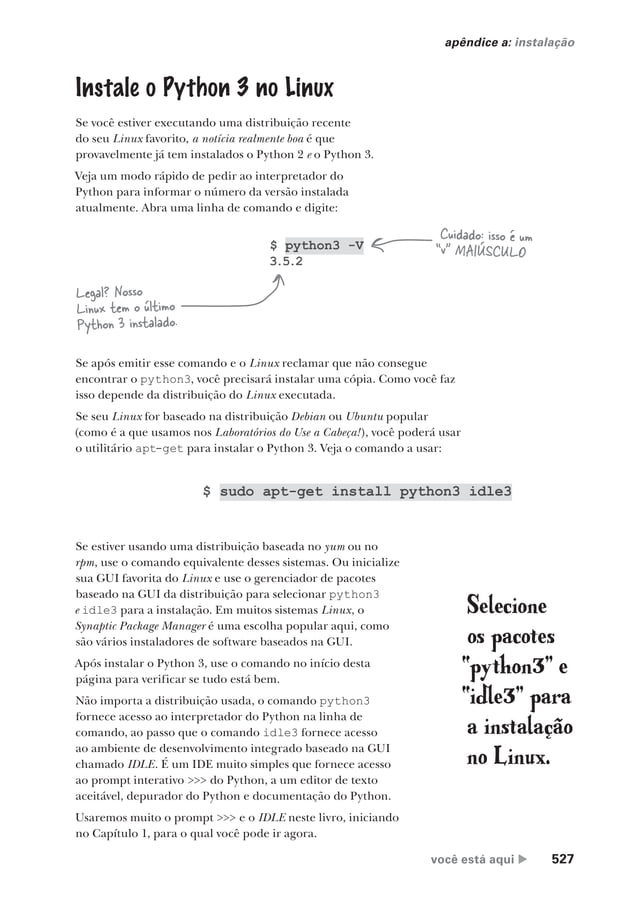 apêndice a: instalação
Instale o Python 3 no Linux
Se você estiver executando uma distribuição recente
do seu Linux favorito, a notícia realmente boa é que
provavelmente já tem instalados o Python 2 e o Python 3.
Veja um modo rápido de pedir ao interpretador do
Python para informar o número da versão instalada
atualmente. Abra uma linha de comando e digite:
$ python3 -V
3.5.2
Cuidado: isso é um
“v” MAIÚSCULO
Legal? Nosso
Linux tem o último
Python 3 instalado.
Se após emitir esse comando e o Linux reclamar que não consegue
encontrar o python3, você precisará instalar uma cópia. Como você faz
isso depende da distribuição do Linux executada.
Se seu Linux for baseado na distribuição Debian ou Ubuntu popular
(como é a que usamos nos Laboratórios do Use a Cabeça!), você poderá usar
o utilitário apt-get para instalar o Python 3. Veja o comando a usar:
$ sudo apt-get install python3 idle3
Se estiver usando uma distribuição baseada no yum ou no
rpm, use o comando equivalente desses sistemas. Ou inicialize
sua GUI favorita do Linux e use o gerenciador de pacotes
baseado na GUI da distribuição para selecionar python3
e idle3 para a instalação. Em muitos sistemas Linux, o
Synaptic Package Manager é uma escolha popular aqui, como
são vários instaladores de software baseados na GUI.
Após instalar o Python 3, use o comando no início desta
página para verificar se tudo está bem.
Não importa a distribuição usada, o comando python3
fornece acesso ao interpretador do Python na linha de
comando, ao passo que o comando idle3 fornece acesso
ao ambiente de desenvolvimento integrado baseado na GUI
chamado IDLE. É um IDE muito simples que fornece acesso
ao prompt interativo >>> do Python, a um editor de texto
aceitável, depurador do Python e documentação do Python.
Usaremos muito o prompt >>> e o IDLE neste livro, iniciando
no Capítulo 1, para o qual você pode ir agora.
Selecione
os pacotes
"python3" e
"idle3" para
a instalação
no Linux.
você está aqui ▶ 527